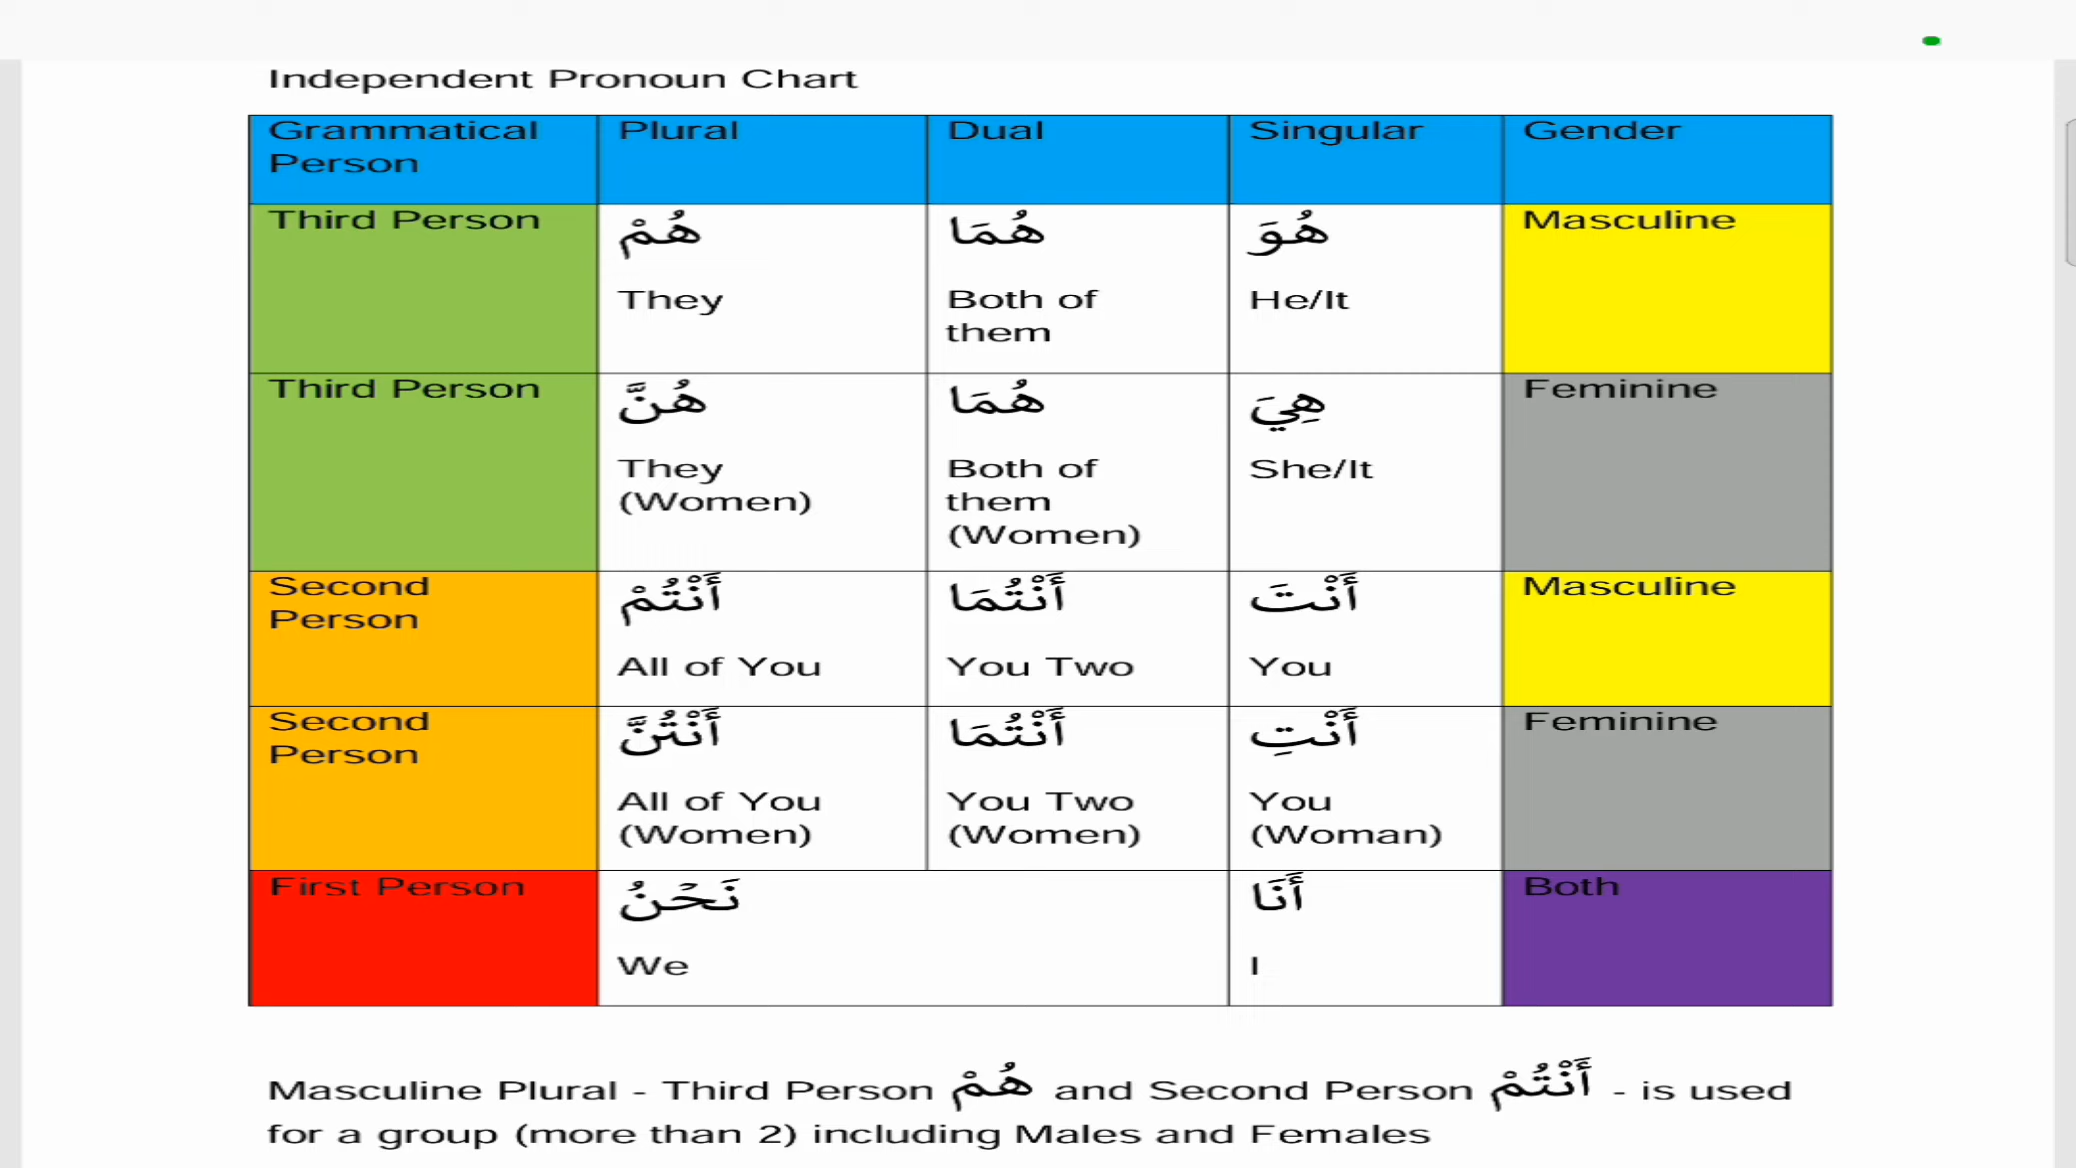 Independent Pronoun Chart
Grammatical Person
Plural
Dual
Singular
Gender
Third Person
هُمْ
They
هُمَا
Both of
them
هُوَ
He/It
Masculine
Third Person
هُنَّ
They
(Women)
هُمَا
Both of
them
(Women)
هِيَ
She/It
Feminine
Second
Person
أَنْتُمْ
All of You
أَنْتُمَا
You Two
أَنْتَ
You
Masculine
Second
Person
أَنْتُنَّ
All of You
(Women)
أَنْتُمَا
You Two
(Women)
أَنْتِ
You
(Woman)
Feminine
First Person
نَحْنُ
We
أَنَا
I
Both
Masculine Plural - Third Person هُمْ and Second Person أَنْتُمْ - is used
for a group (more than 2) including Males and Females